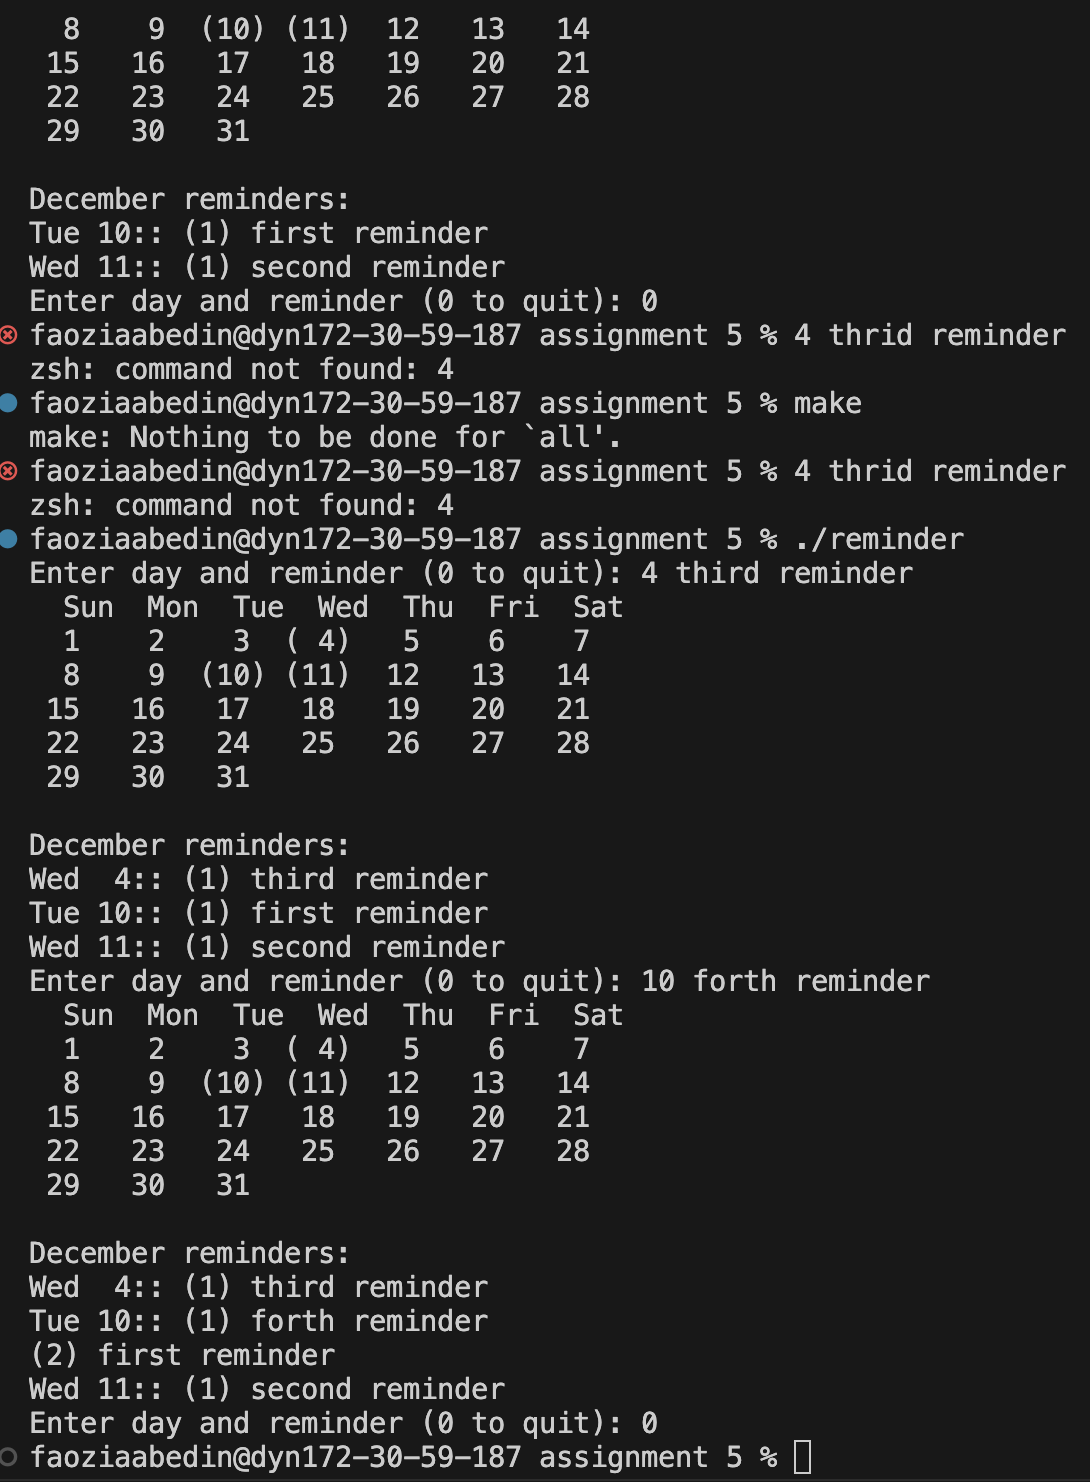 8 9 (10) (11) 12 13 14
15 16 17 18 19 20 21
22 23 24 25 26 27 28
29 30 31
December reminders:
Tue 10:: (1) first reminder
Wed 11:: (1) second reminder
Enter day and reminder (0 to quit): 0
faoziaabedin@dyn172-30-59-187 assignment 5 % 4 thrid reminder
zsh: command not found: 4
faoziaabedin@dyn172-30-59-187 assignment 5 % make
make: Nothing to be done for `all'.
faoziaabedin@dyn172-30-59-187 assignment 5 % 4 thrid reminder
zsh: command not found: 4
faoziaabedin@dyn172-30-59-187 assignment 5 % ./reminder
Enter day and reminder (0 to quit): 4 third reminder
Sun Mon Tue Wed Thu Fri Sat
1 2 3 ( 4) 5 6 7
8 9 (10) (11) 12 13 14
15 16 17 18 19 20 21
22 23 24 25 26 27 28
29 30 31
December reminders:
Wed  4:: (1) third reminder
Tue 10:: (1) first reminder
Wed 11:: (1) second reminder
Enter day and reminder (0 to quit): 10 forth reminder
Sun Mon Tue Wed Thu Fri Sat
1 2 3 ( 4) 5 6 7
8 9 (10) (11) 12 13 14
15 16 17 18 19 20 21
22 23 24 25 26 27 28
29 30 31
December reminders:
Wed  4:: (1) third reminder
Tue 10:: (1) forth reminder
(2) first reminder
Wed 11:: (1) second reminder
Enter day and reminder (0 to quit): 0
faoziaabedin@dyn172-30-59-187 assignment 5 %